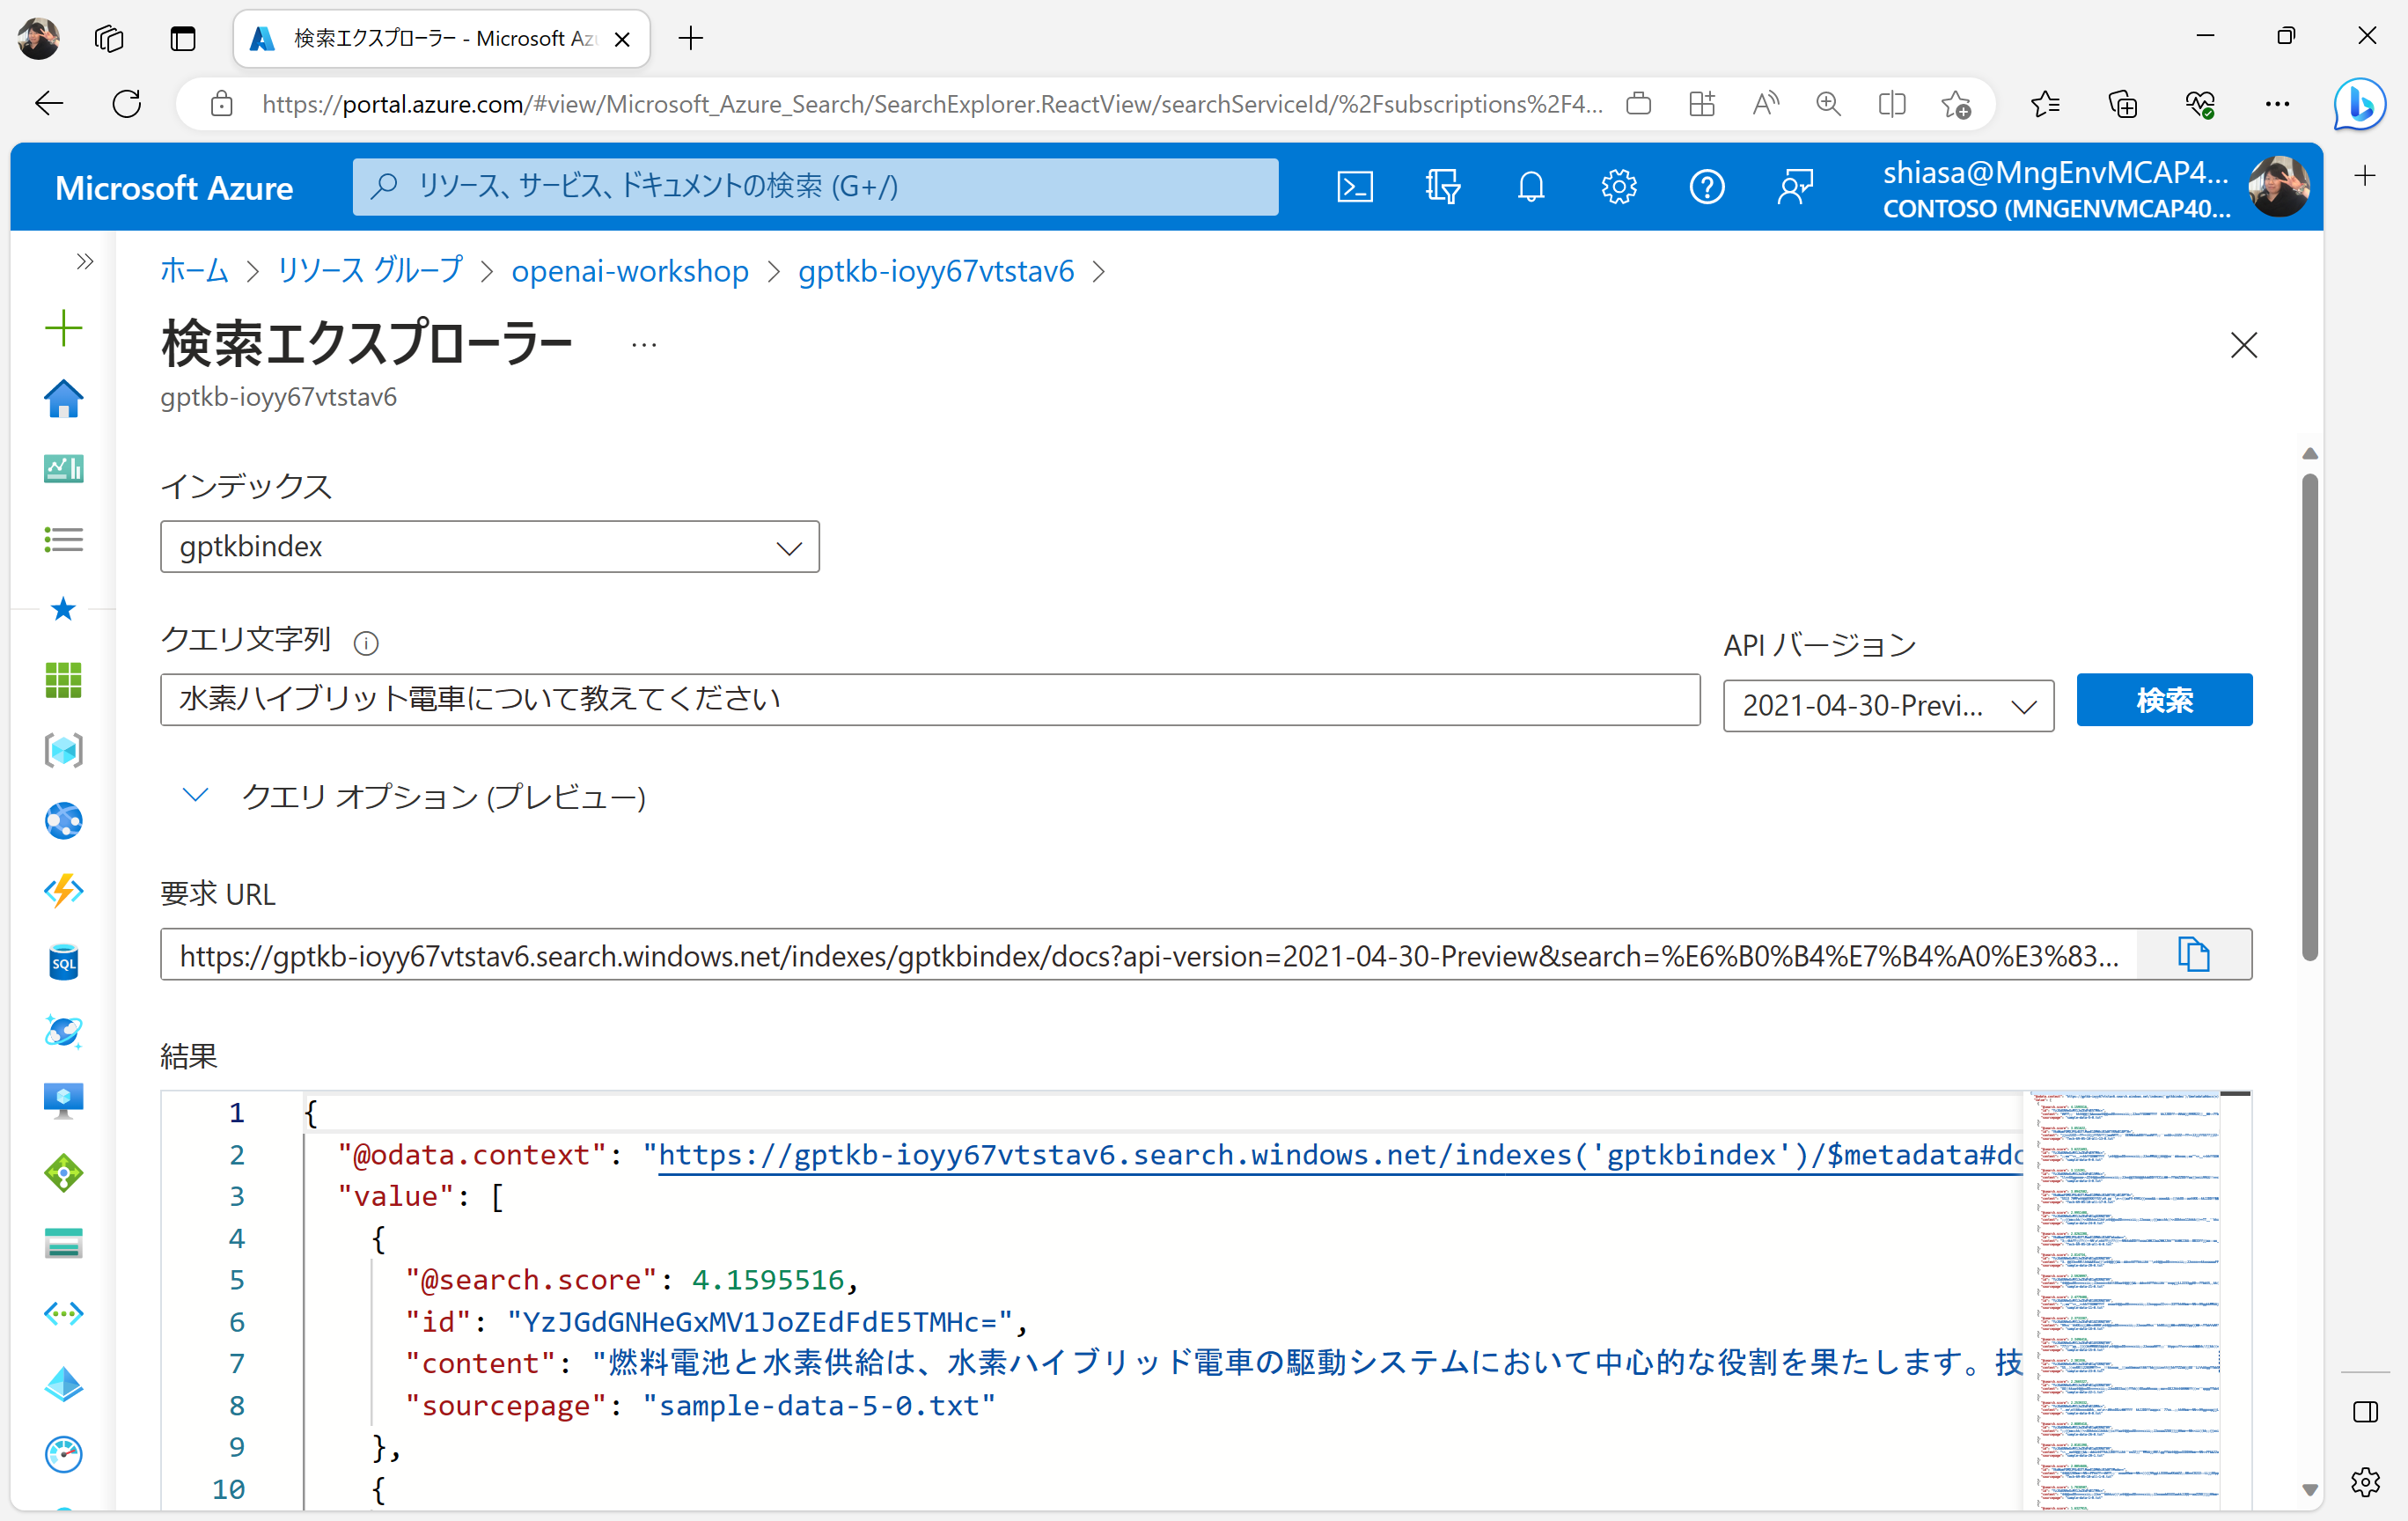 検索エクスプローラー - Microsoft Az
https://portal.azure.com/#view/Microsoft_Azure_Search/SearchExplorer.ReactView/searchServiceId/%2Fsubscriptions%2F4...
Microsoft Azure
リソース、サービス、ドキュメントの検索 (G+/)
shiasa@MngEnvMCAP4...
CONTOSO (MNGENVMCAP40...
ホーム > リソース グループ > openai-workshop > gptkb-ioyy67vtstav6 >
検索エクスプローラー ...
gptkb-ioyy67vtstav6
インデックス
gptkbindex
クエリ文字列
API バージョン
水素ハイブリット電車について教えてください
2021-04-30-Previ...
検索
クエリ オプション (プレビュー)
要求 URL
https://gptkb-ioyy67vtstav6.search.windows.net/indexes/gptkbindex/docs?api-version=2021-04-30-Preview&search=%E6%B0%B4%E7%B4%A0%E3%83...
結果
1 {
2 "@odata.context": "https://gptkb-ioyy67vtstav6.search.windows.net/indexes('gptkbindex')/$metadata#dc
3 "value": [
4 {
5 "@search.score": 4.1595516,
6 "id": "YzJGdGNHeGxMV1JoZEdFdE5TMHc=",
7 "content": "燃料電池と水素供給は、水素ハイブリッド電車の駆動システムにおいて中心的な役割を果たします。技
8 "sourcepage": "sample-data-5-0.txt"
9 },
10 {
SQL